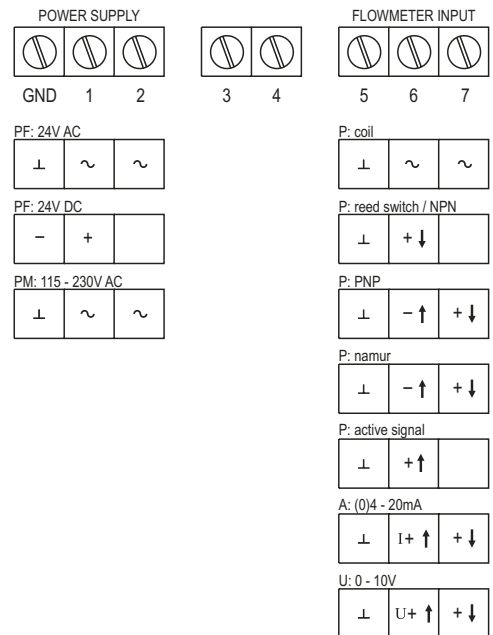 POWER SUPPLY
FLOWMETER INPUT
GND 1 2 3 4 5 6 7
PF: 24V AC
⊥ ~ ~
PF: 24V DC
− +
PM: 115 - 230V AC
⊥ ~ ~
P: coil
⊥ ~ ~
P: reed switch / NPN
⊥ +↓
P: PNP
⊥ −↑ +↓
P: namur
⊥ −↑ +↓
P: active signal
⊥ +↑
A: (0)4 - 20mA
⊥ I+ ↑ +↓
U: 0 - 10V
⊥ U+ ↑ +↓